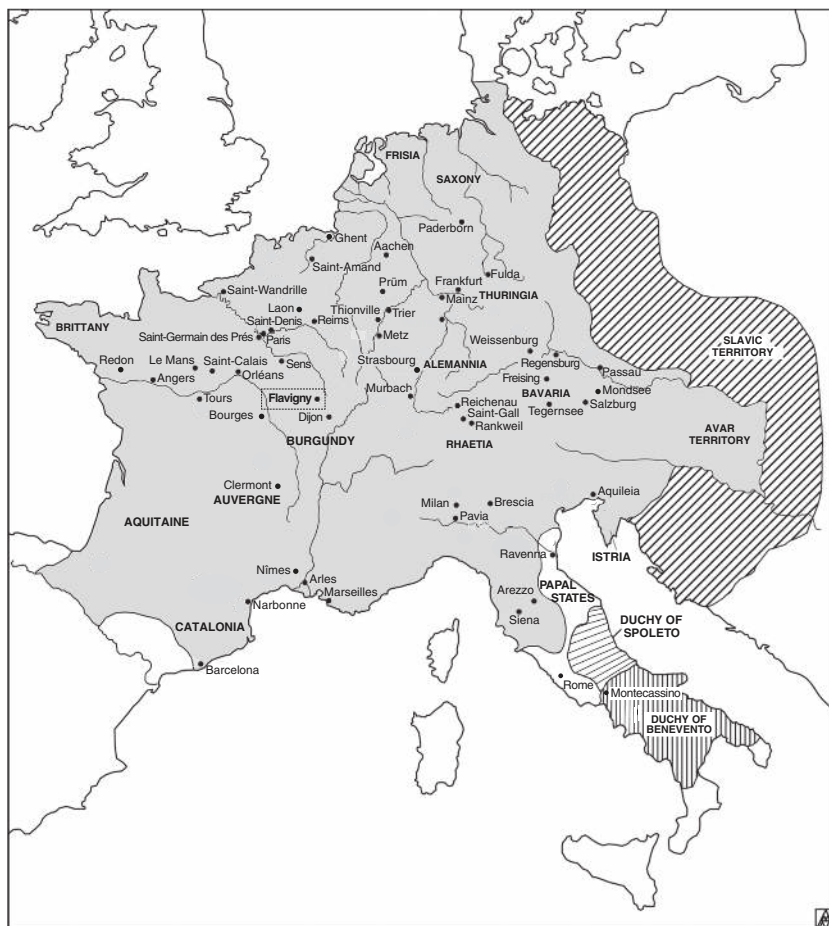 FRISIA
SAXONY
Paderborn
Ghent
Aachen
Saint-Amand
Fulda
Saint-Wandrille
Prüm
Frankfurt
Mainz
THURINGIA
Laon
Thionville
Trier
Saint-Denis
Reims
BRITTANY
Saint-Germain des Prés
Paris
Metz
Weissenburg
SLAVIC
TERRITORY
Redon
Le Mans
Saint-Calais
Sens
Strasbourg
ALEMANNIA
Regensburg
Passau
Angers
Orléans
Freising
Murbach
BAVARIA
Mondsee
Tours
Flavigny
Reichenau
Tegernsee
Salzburg
Bourges
Dijon
Saint-Gall
Rankweil
BURGUNDY
RHAETIA
AVAR
TERRITORY
Clermont
AUVERGNE
Aquileia
Milan
Brescia
AQUITAINE
Pavia
Ravenna
ISTRIA
Nîmes
Arles
PAPAL
STATES
Marseilles
Arezzo
Narbonne
Siena
CATALONIA
DUCHY OF
SPOLETO
Barcelona
Rome
Montecassino
DUCHY OF
BENEVENTO